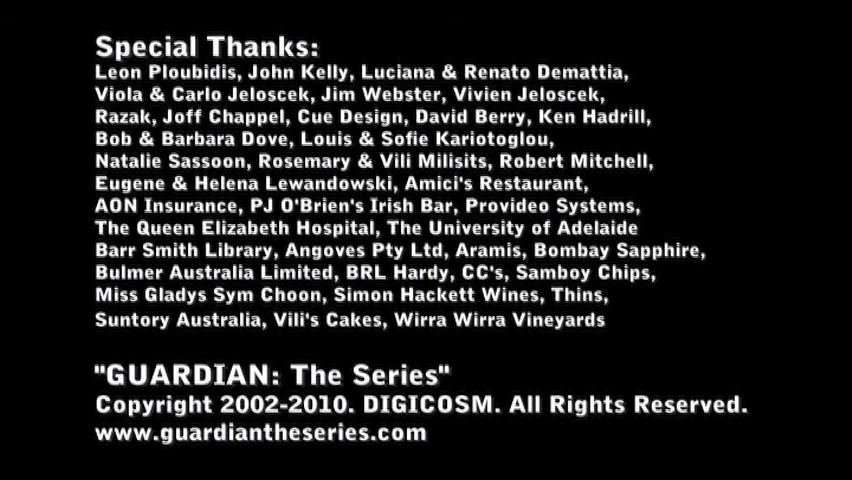 Special Thanks:
Leon Ploubidis, John Kelly, Luciana & Renato Demattia,
Viola & Carlo Jeloscek, Jim Webster, Vivien Jeloscek,
Razak, Joff Chappel, Cue Design, David Berry, Ken Hadrill,
Bob & Barbara Dove, Louis & Sofie Kariotoglou,
Natalie Sassoon, Rosemary & Vili Milisits, Robert Mitchell,
Eugene & Helena Lewandowski, Amici's Restaurant,
AON Insurance, PJ O'Brien's Irish Bar, Provideo Systems,
The Queen Elizabeth Hospital, The University of Adelaide
Barr Smith Library, Angoves Pty Ltd, Aramis, Bombay Sapphire,
Bulmer Australia Limited, BRL Hardy, CC's, Samboy Chips,
Miss Gladys Sym Choon, Simon Hackett Wines, Thins,
Suntory Australia, Vili's Cakes, Wirra Wirra Vineyards
"GUARDIAN: The Series"
Copyright 2002-2010. DIGICOSM. All Rights Reserved.
www.guardiantheseries.com